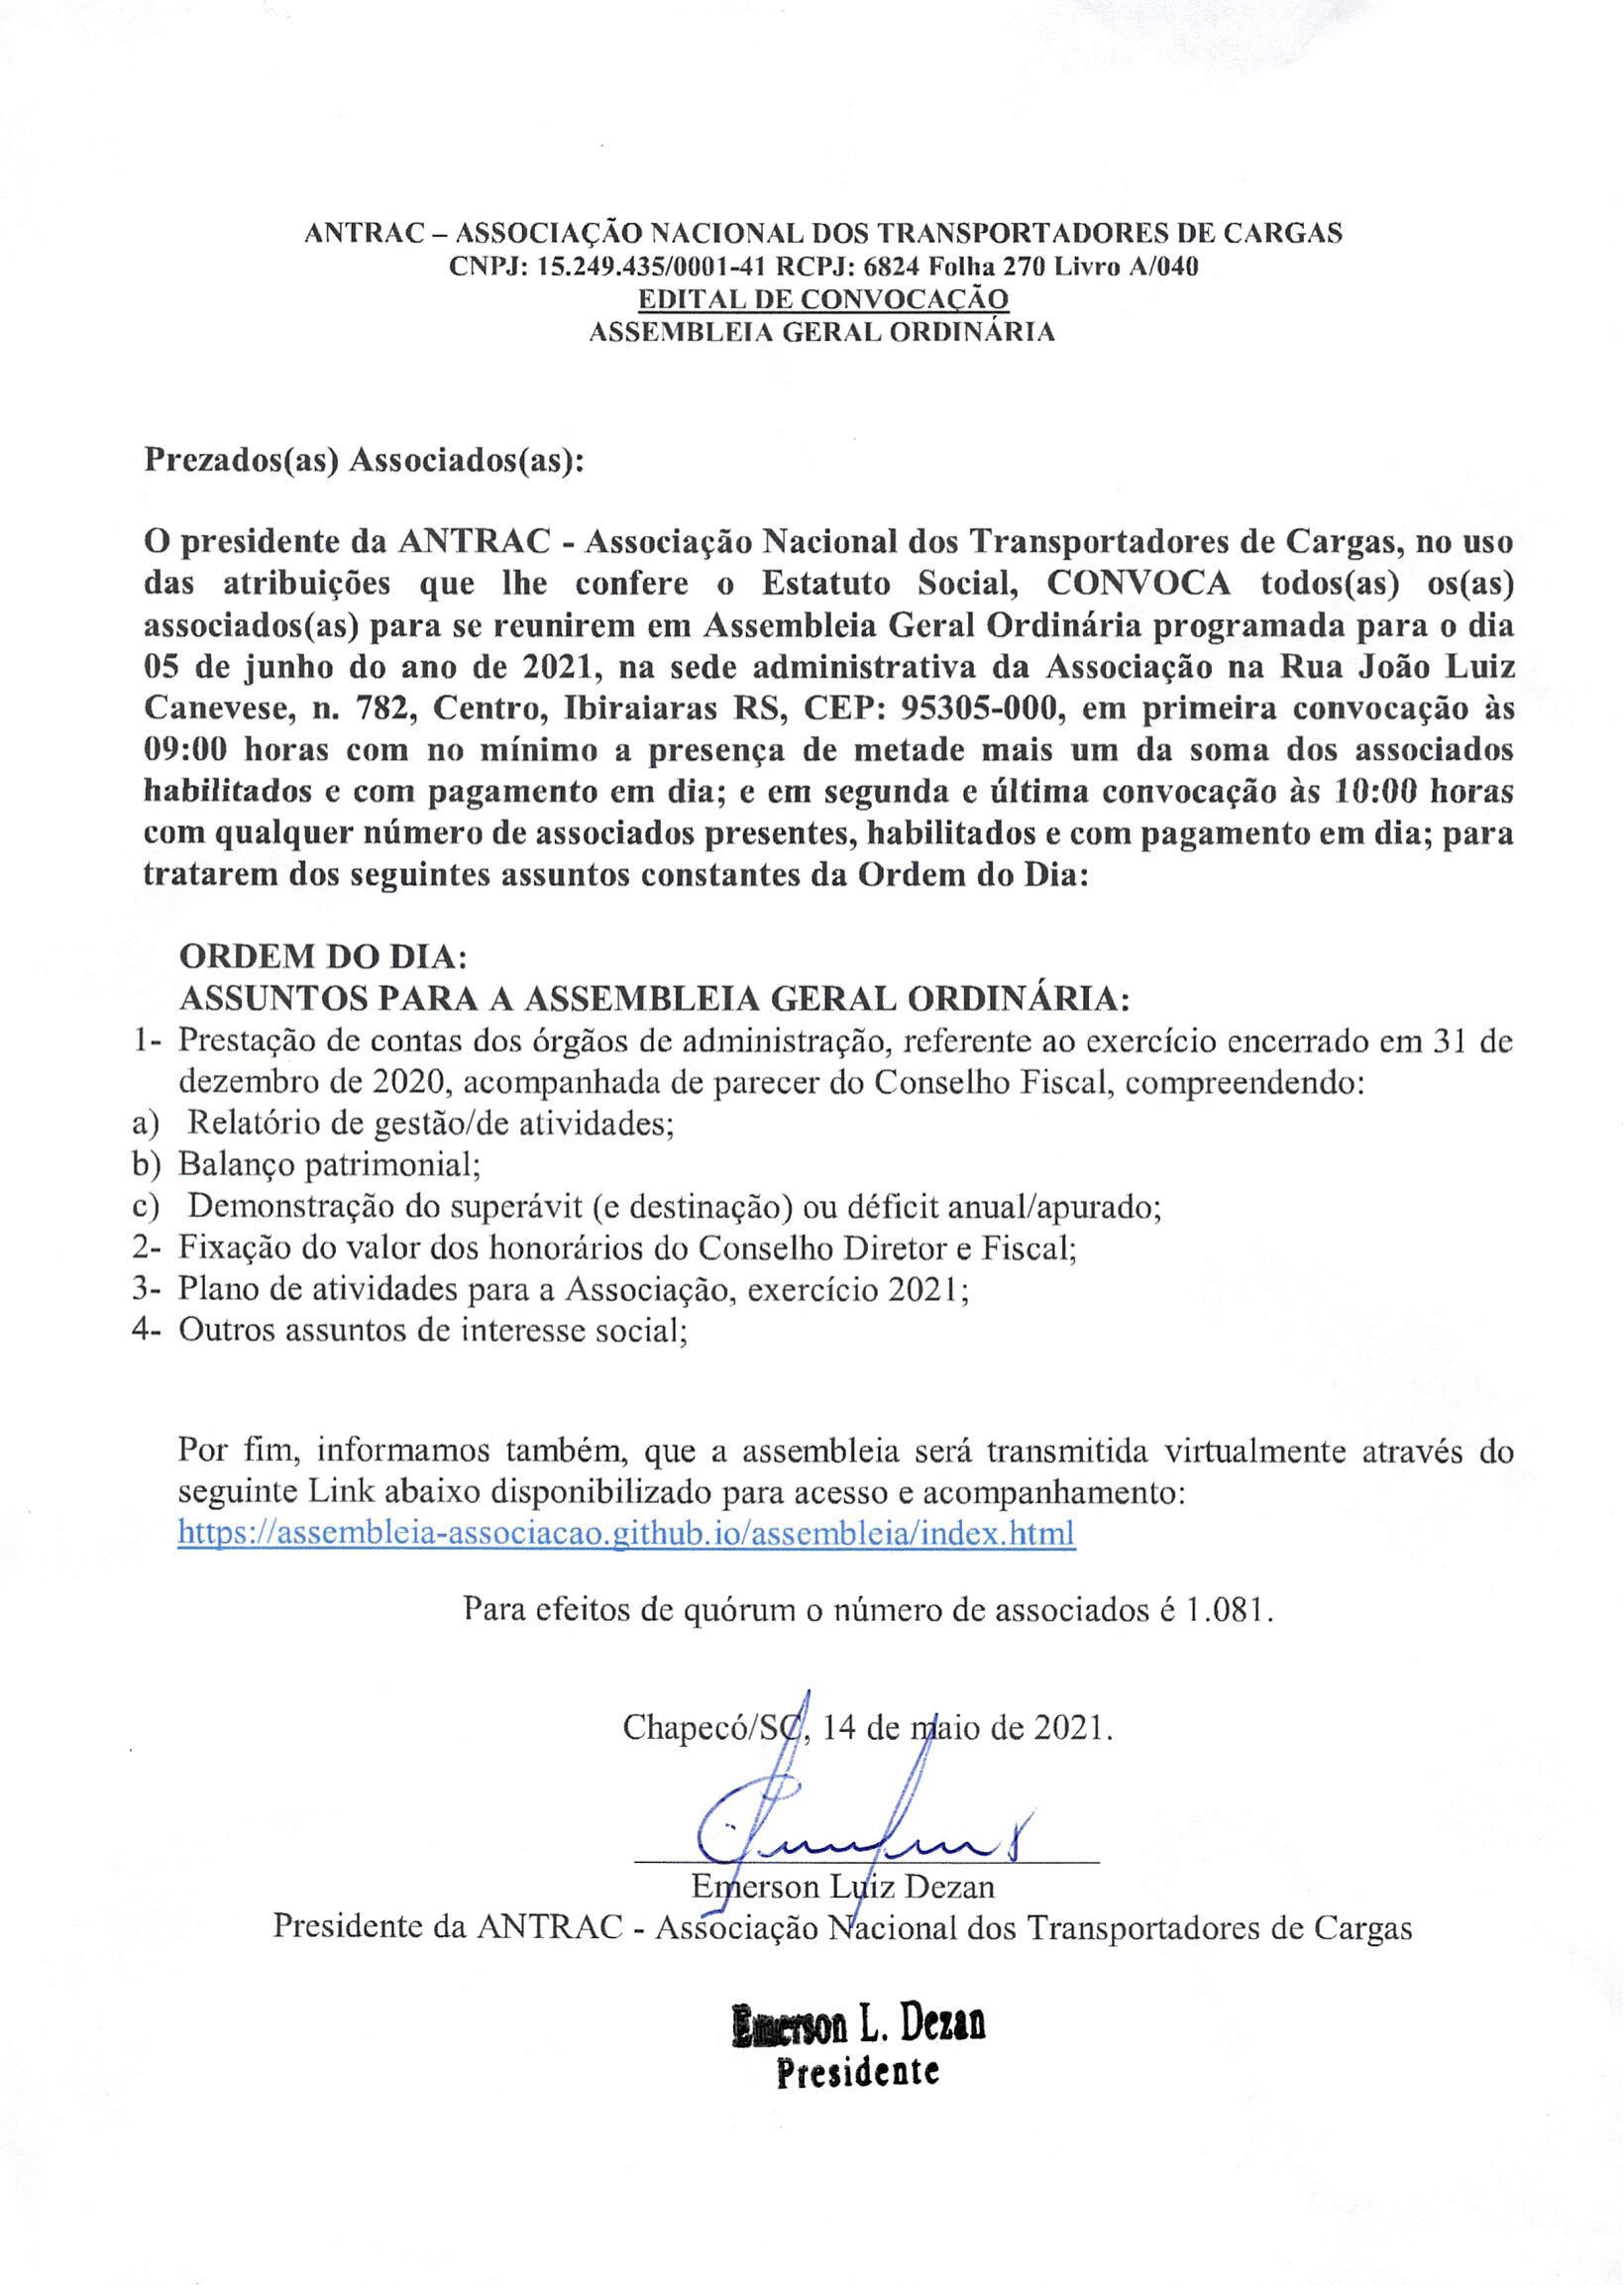 ANTRAC – ASSOCIAÇÃO NACIONAL DOS TRANSPORTADORES DE CARGAS
CNPJ: 15.249.435/0001-41 RCPJ: 6824 Folha 270 Livro A/040
EDITAL DE CONVOCAÇÃO
ASSEMBLEIA GERAL ORDINÁRIA
Prezados(as) Associados(as):
O presidente da ANTRAC - Associação Nacional dos Transportadores de Cargas, no uso
das atribuições que lhe confere o Estatuto Social, CONVOCA todos(as) os(as)
associados(as) para se reunirem em Assembleia Geral Ordinária programada para o dia
05 de junho do ano de 2021, na sede administrativa da Associação na Rua João Luiz
Canevese, n. 782, Centro, Ibiraiaras RS, CEP: 95305-000, em primeira convocação às
09:00 horas com no mínimo a presença de metade mais um da soma dos associados
habilitados e com pagamento em dia; e em segunda e última convocação às 10:00 horas
com qualquer número de associados presentes, habilitados e com pagamento em dia; para
tratarem dos seguintes assuntos constantes da Ordem do Dia:
ORDEM DO DIA:
ASSUNTOS PARA A ASSEMBLEIA GERAL ORDINÁRIA:
1- Prestação de contas dos órgãos de administração, referente ao exercício encerrado em 31 de
dezembro de 2020, acompanhada de parecer do Conselho Fiscal, compreendendo:
a) Relatório de gestão/de atividades;
b) Balanço patrimonial;
c) Demonstração do superávit (e destinação) ou déficit anual/apurado;
2- Fixação do valor dos honorários do Conselho Diretor e Fiscal;
3- Plano de atividades para a Associação, exercício 2021;
4- Outros assuntos de interesse social;
Por fim, informamos também, que a assembleia será transmitida virtualmente através do
seguinte Link abaixo disponibilizado para acesso e acompanhamento:
https://assembleia-associacao.github.io/assembleia/index.html
Para efeitos de quórum o número de associados é 1.081.
Chapecó/SC, 14 de maio de 2021.
Emerson Luiz Dezan
Presidente da ANTRAC - Associação Nacional dos Transportadores de Cargas
Emerson L. Dezan
Presidente